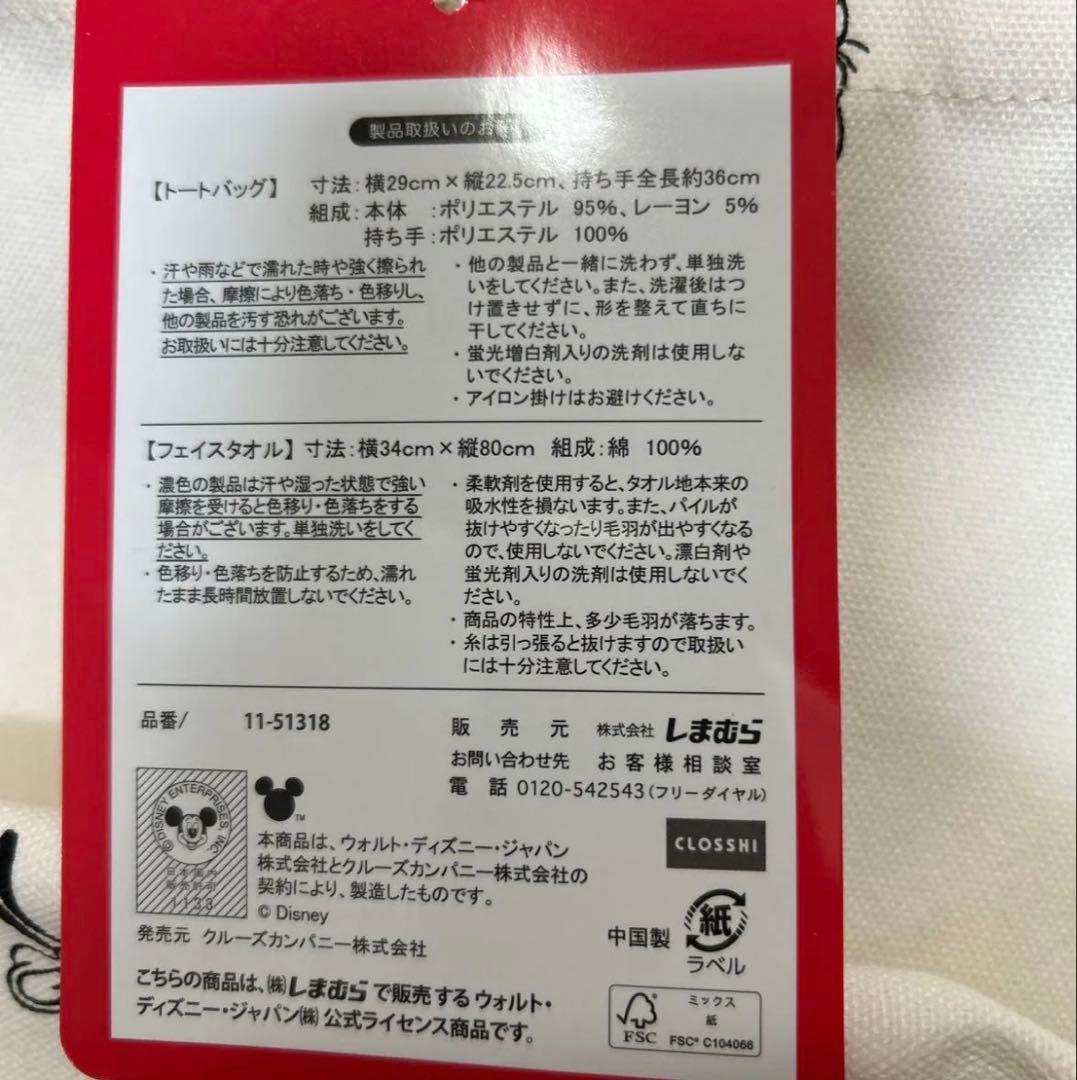 製品取扱いのお
【トートバッグ】 寸法：横29cm×縦22.5cm、持ち手全長約36cm
組成：本体 ：ポリエステル 95％、レーヨン 5％
持ち手：ポリエステル 100％
・汗や雨などで濡れた時や強く擦られ
た場合、摩擦により色落ち・色移りし、
他の製品を汚す恐れがございます。
お取扱いには十分注意してください。
・他の製品と一緒に洗わず、単独洗
いをしてください。また、洗濯後はつ
け置きせずに、形を整えて直ちに
干してください。
・蛍光増白剤入りの洗剤は使用しな
いでください。
・アイロン掛けはお避けください。
【フェイスタオル】 寸法：横34cm×縦80cm 組成：綿 100％
・濃色の製品は汗や湿った状態で強い
摩擦を受けると色移り・色落ちをする
場合がございます。単独洗いをしてく
ださい。
・色移り・色落ちを防止するため、濡れ
たまま長時間放置しないでください。
・柔軟剤を使用すると、タオル地本来の
吸水性を損ないます。また、パイルが
抜けやすくなったり毛羽が出やすくなる
ので、使用しないでください。漂白剤や
蛍光剤入りの洗剤は使用しないでく
ださい。
・商品の特性上、多少毛羽が落ちます。
・糸は引っ張ると抜けますので取扱い
には十分注意してください。
品番/ 11-51318
販売元 株式会社 しまむら
お問い合わせ先 お客様相談室
電話 0120-542543（フリーダイヤル）
©DISNEY ENTERPRISES, INC
日本国内
販売許可
1133
TM
本商品は、ウォルト・ディズニー・ジャパン
株式会社とクルーズカンパニー株式会社の
契約により、製造したものです。
© Disney
発売元 クルーズカンパニー株式会社
CLOSSHI
中国製
紙
ラベル
こちらの商品は、㈱しまむらで販売するウォルト・
ディズニー・ジャパン㈱公式ライセンス商品です。
FSC
ミックス
紙
FSC® C104066